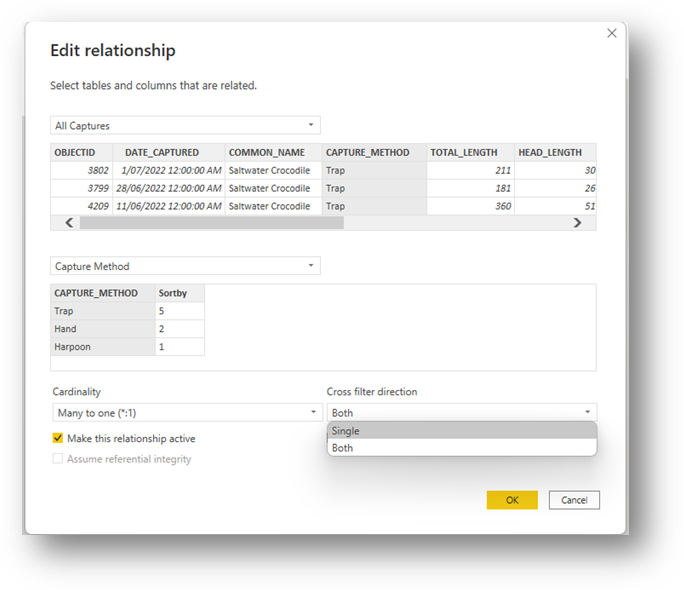 Edit relationship
Select tables and columns that are related.
All Captures
OBJECTID DATE_CAPTURED COMMON_NAME CAPTURE_METHOD TOTAL_LENGTH HEAD_LENGTH
3802 1/07/2022 12:00:00 AM Saltwater Crocodile Trap 211 30
3799 28/06/2022 12:00:00 AM Saltwater Crocodile Trap 181 26
4209 11/06/2022 12:00:00 AM Saltwater Crocodile Trap 360 51
Capture Method
CAPTURE_METHOD Sortby
Trap 5
Hand 2
Harpoon 1
Cardinality Cross filter direction
Many to one (*:1) Both
Single
Make this relationship active
Both
Assume referential integrity
OK Cancel